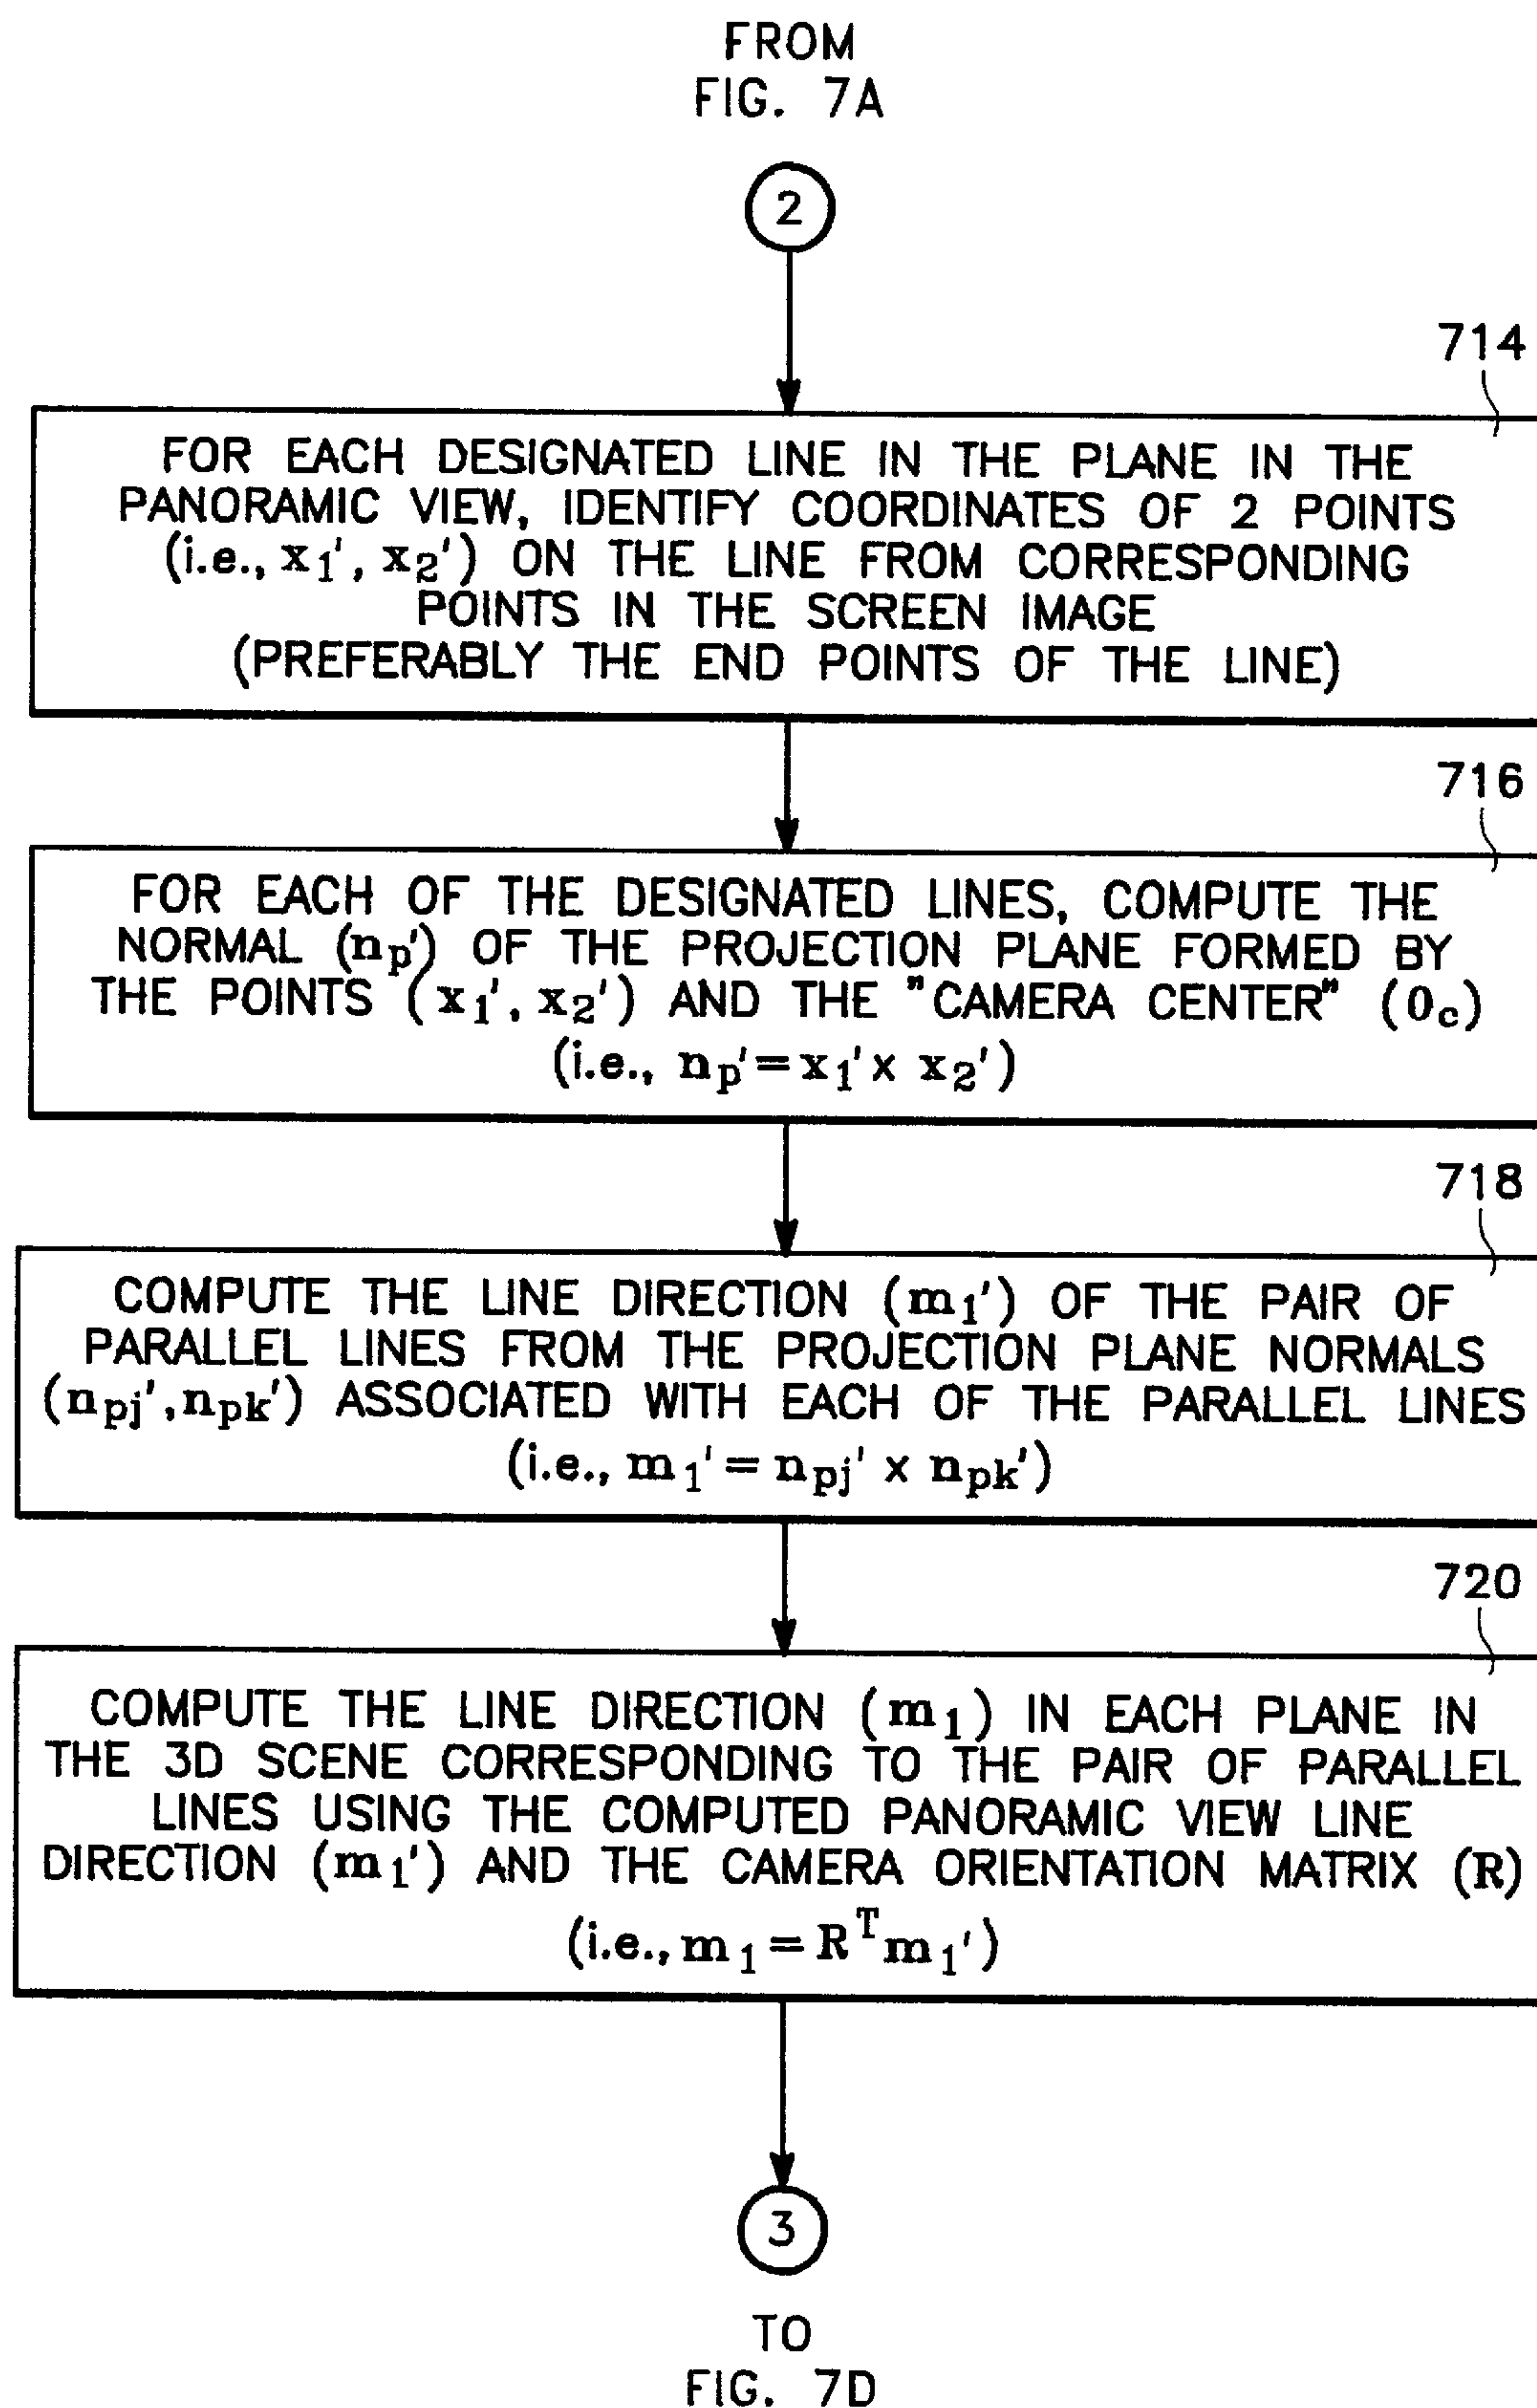 FROM
FIG. 7A
2
714
FOR EACH DESIGNATED LINE IN THE PLANE IN THE
PANORAMIC VIEW, IDENTIFY COORDINATES OF 2 POINTS
(i.e., x₁', x₂') ON THE LINE FROM CORRESPONDING
POINTS IN THE SCREEN IMAGE
(PREFERABLY THE END POINTS OF THE LINE)
716
FOR EACH OF THE DESIGNATED LINES, COMPUTE THE
NORMAL (nₚ') OF THE PROJECTION PLANE FORMED BY
THE POINTS (x₁', x₂') AND THE "CAMERA CENTER" (0_c)
(i.e., nₚ'=x₁'x x₂')
718
COMPUTE THE LINE DIRECTION (m₁') OF THE PAIR OF
PARALLEL LINES FROM THE PROJECTION PLANE NORMALS
(n_pj',n_pk') ASSOCIATED WITH EACH OF THE PARALLEL LINES
(i.e., m₁'= n_pj' x n_pk')
720
COMPUTE THE LINE DIRECTION (m₁) IN EACH PLANE IN
THE 3D SCENE CORRESPONDING TO THE PAIR OF PARALLEL
LINES USING THE COMPUTED PANORAMIC VIEW LINE
DIRECTION (m₁') AND THE CAMERA ORIENTATION MATRIX (R)
(i.e., m₁ = Rᵀm₁')
3
TO
FIG. 7D